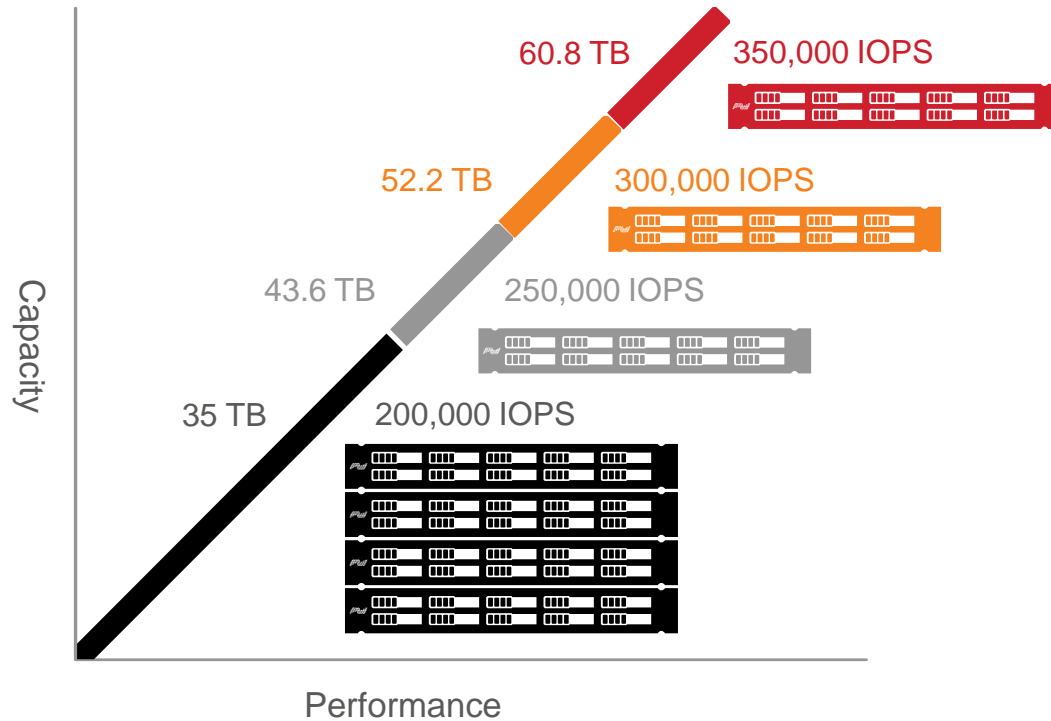 60.8 TB 350,000 IOPS
52.2 TB 300,000 IOPS
43.6 TB 250,000 IOPS
35 TB 200,000 IOPS
Capacity
Performance